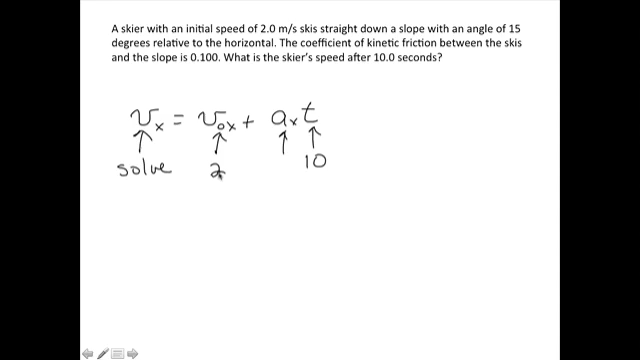 A skier with an initial speed of 2.0 m/s skis straight down a slope with an angle of 15
degrees relative to the horizontal. The coefficient of kinetic friction between the skis
and the slope is 0.100. What is the skier's speed after 10.0 seconds?
vₓ = v₀ₓ + aₓt
solve 2 10